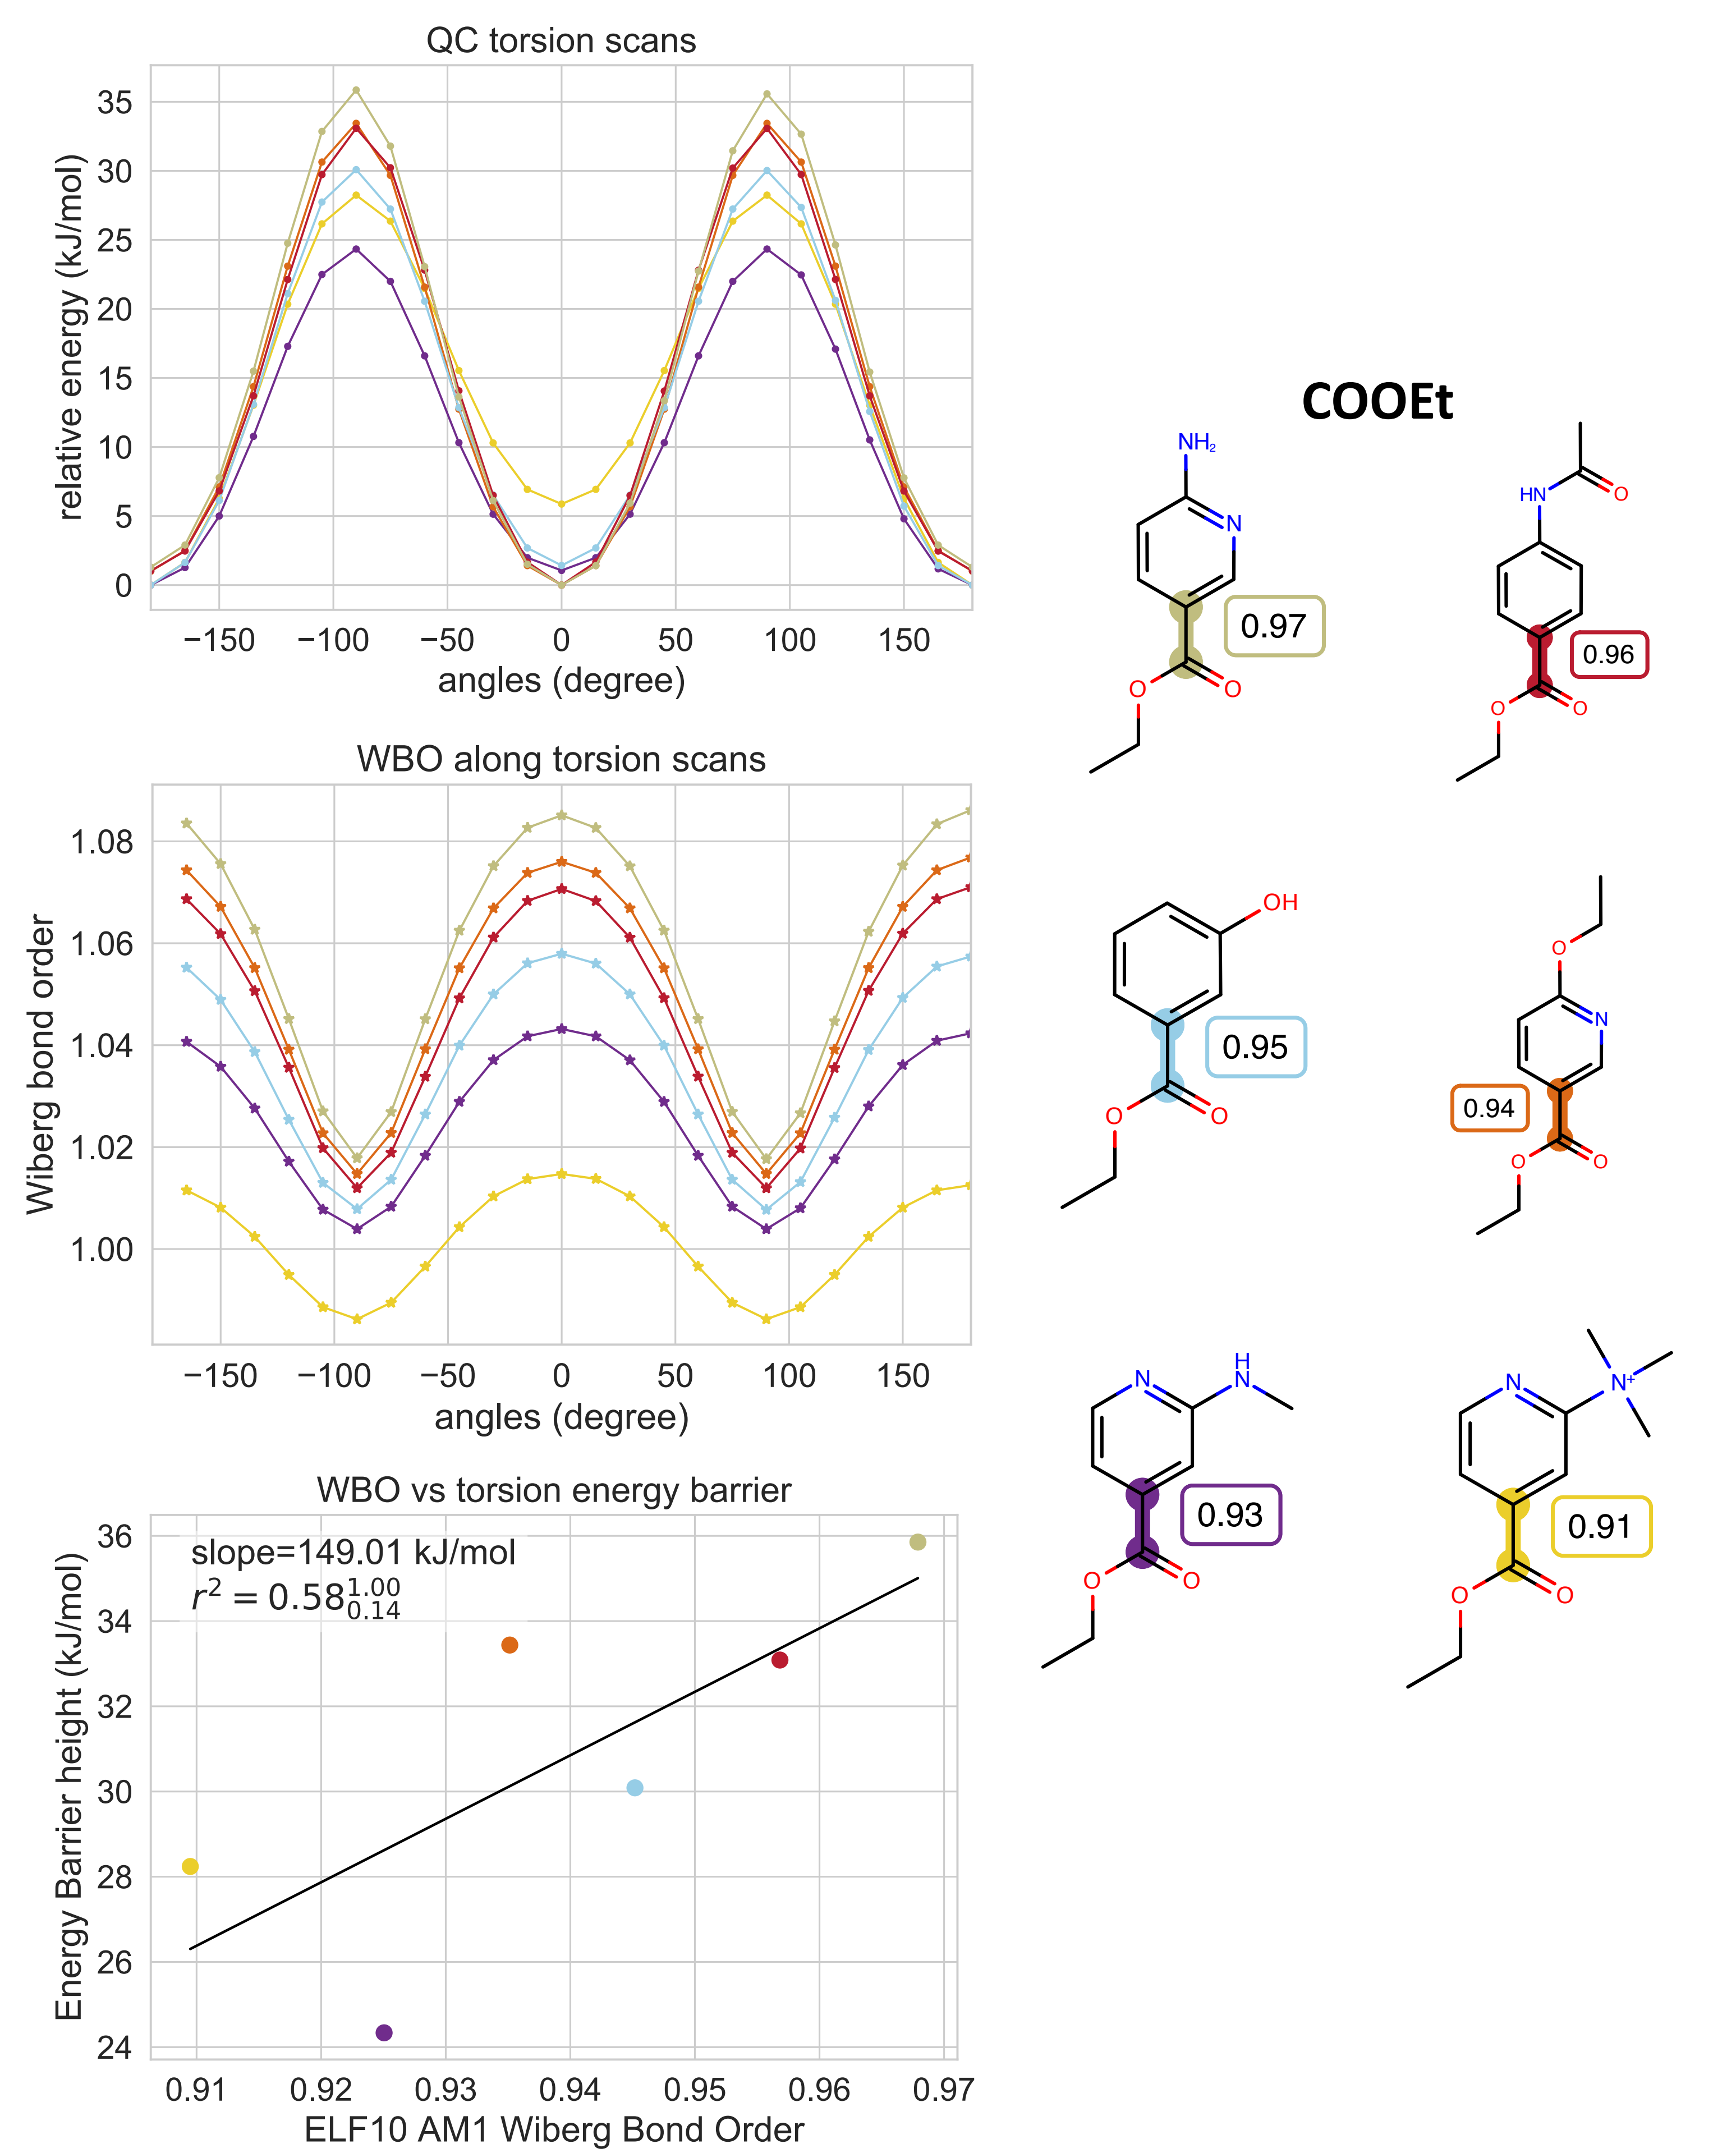 QC torsion scans
35
30
25
20
15
10
5
0
relative energy (kJ/mol)
−150 −100 −50 0 50 100 150
angles (degree)
WBO along torsion scans
1.08
1.06
1.04
1.02
1.00
Wiberg bond order
−150 −100 −50 0 50 100 150
angles (degree)
WBO vs torsion energy barrier
slope=149.01 kJ/mol
r² = 0.58 1.00 0.14
36
34
32
30
28
26
24
Energy Barrier height (kJ/mol)
0.91 0.92 0.93 0.94 0.95 0.96 0.97
ELF10 AM1 Wiberg Bond Order
COOEt
NH₂
N
0.97
O O
HN O
0.96
O O
OH
0.95
O O
O
N
0.94
O O
N H N
0.93
O O
N N⁺
0.91
O O